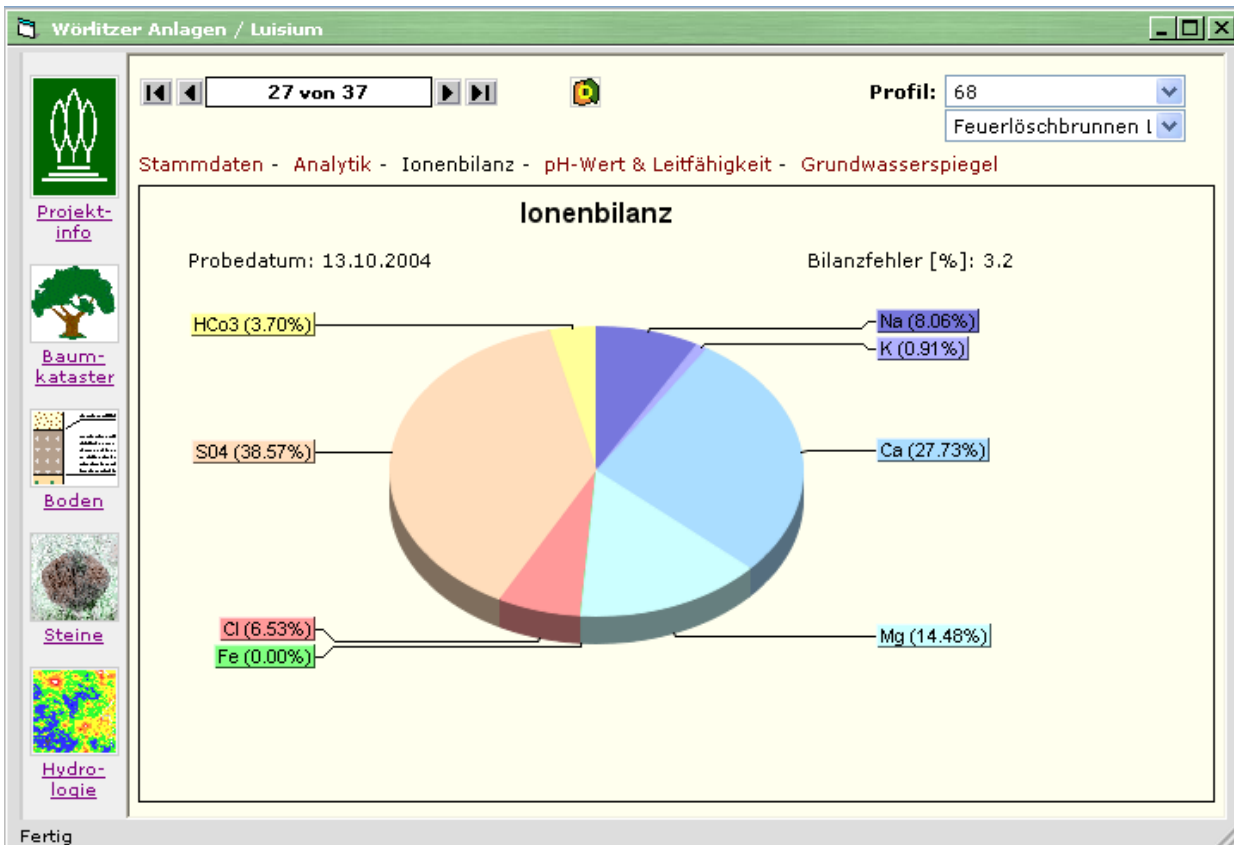 Wörlitzer Anlagen / Luisium
27 von 37
Profil: 68
Feuerlöschbrunnen L
Stammdaten - Analytik - Ionenbilanz - pH-Wert & Leitfähigkeit - Grundwasserspiegel
Projekt-
info
Baum-
kataster
Boden
Steine
Hydro-
logie
Ionenbilanz
Probedatum: 13.10.2004
Bilanzfehler [%]: 3.2
HCo3 (3.70%)
Na (8.06%)
K (0.91%)
SO4 (38.57%)
Ca (27.73%)
Cl (6.53%)
Fe (0.00%)
Mg (14.48%)
Fertig